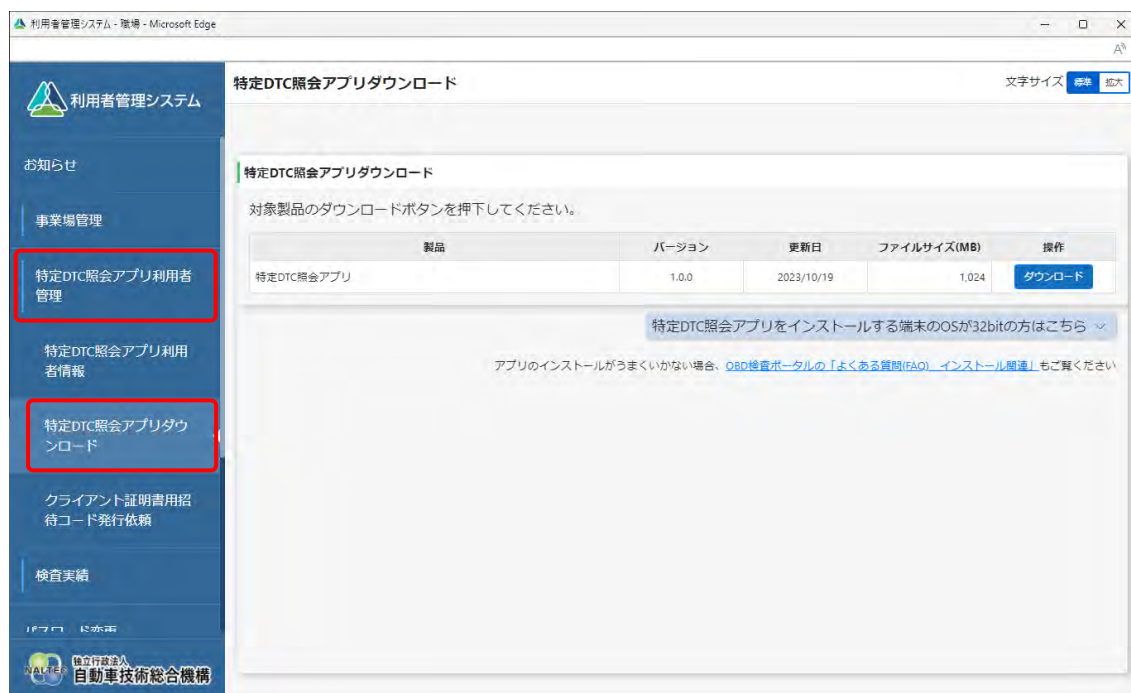 利用者管理システム - 職場 - Microsoft Edge
利用者管理システム
お知らせ
事業場管理
特定DTC照会アプリ利用者
管理
特定DTC照会アプリ利用
者情報
特定DTC照会アプリダウ
ンロード
クライアント証明書用招
待コード発行依頼
検査実績
パスワード変更
NALTEC
独立行政法人
自動車技術総合機構
特定DTC照会アプリダウンロード
文字サイズ 標準 拡大
特定DTC照会アプリダウンロード
対象製品のダウンロードボタンを押下してください。
製品 バージョン 更新日 ファイルサイズ(MB) 操作
特定DTC照会アプリ 1.0.0 2023/10/19 1,024 ダウンロード
特定DTC照会アプリをインストールする端末のOSが32bitの方はこちら
アプリのインストールがうまくいかない場合、OBD検査ポータルの「よくある質問(FAQ) インストール関連」もご覧ください